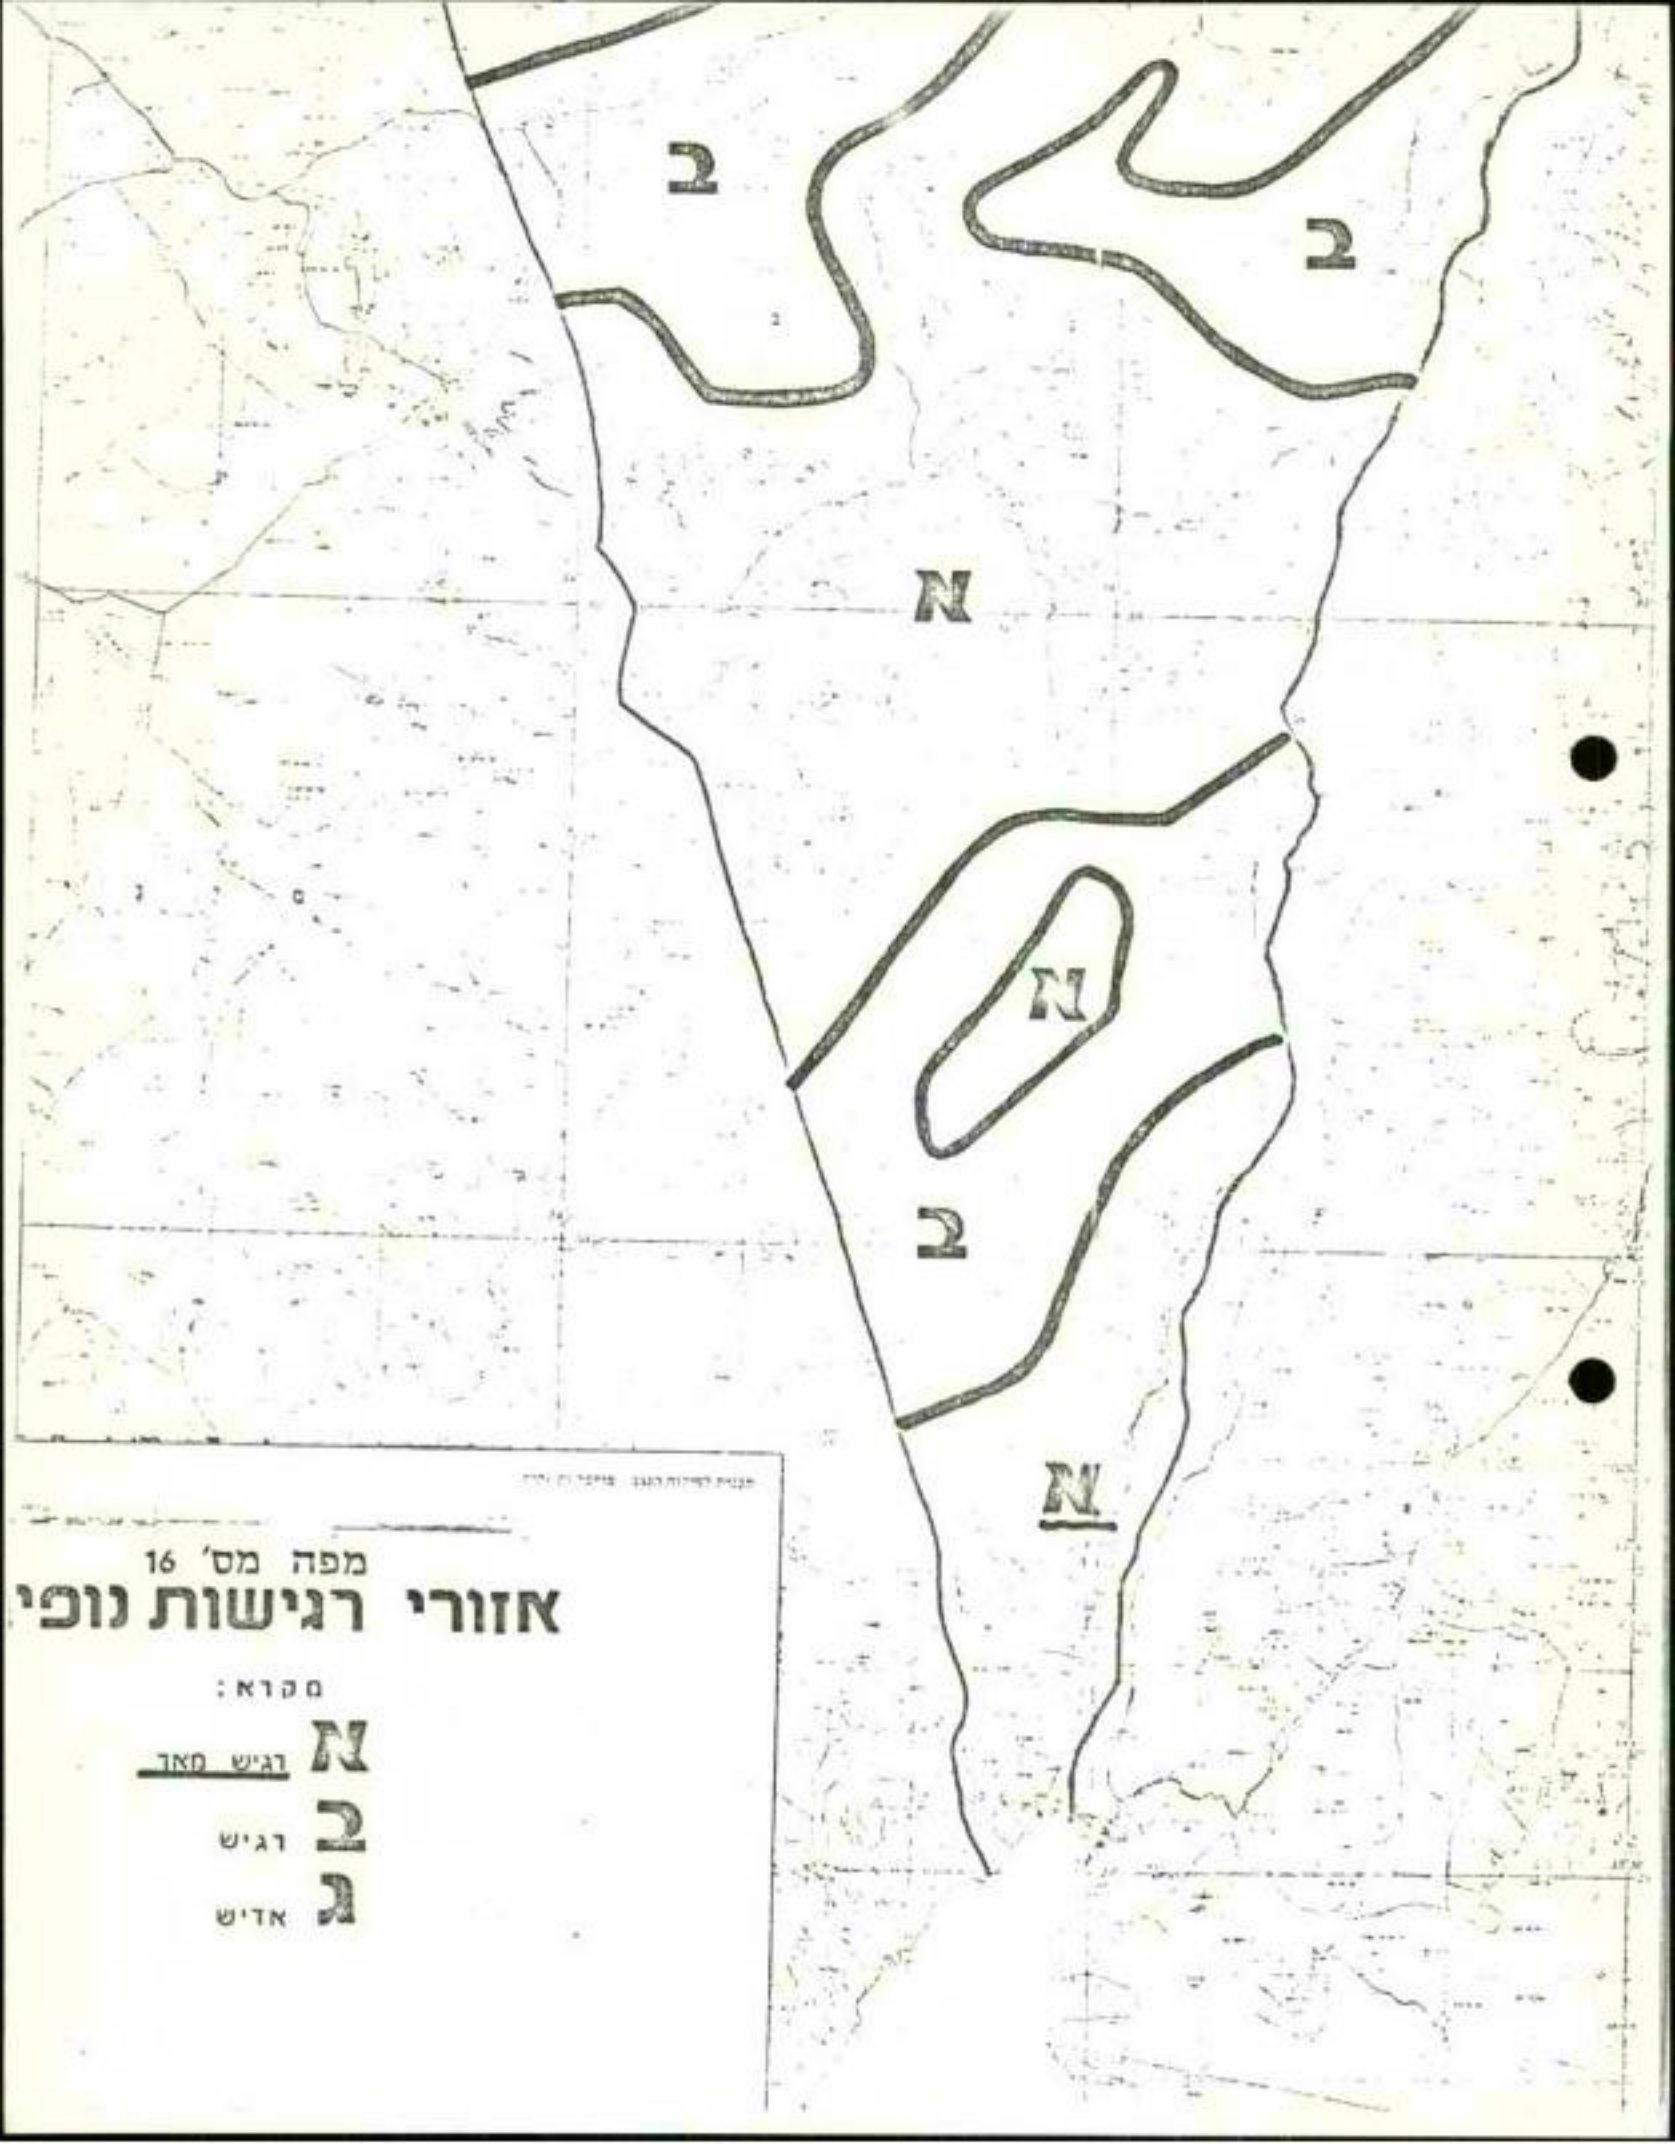 ב
ב
א
א
ב
א
מפה מס' 16
אזורי רגישות נופי
מקרא:
א רגיש מאד
ב רגיש
ג אדיש